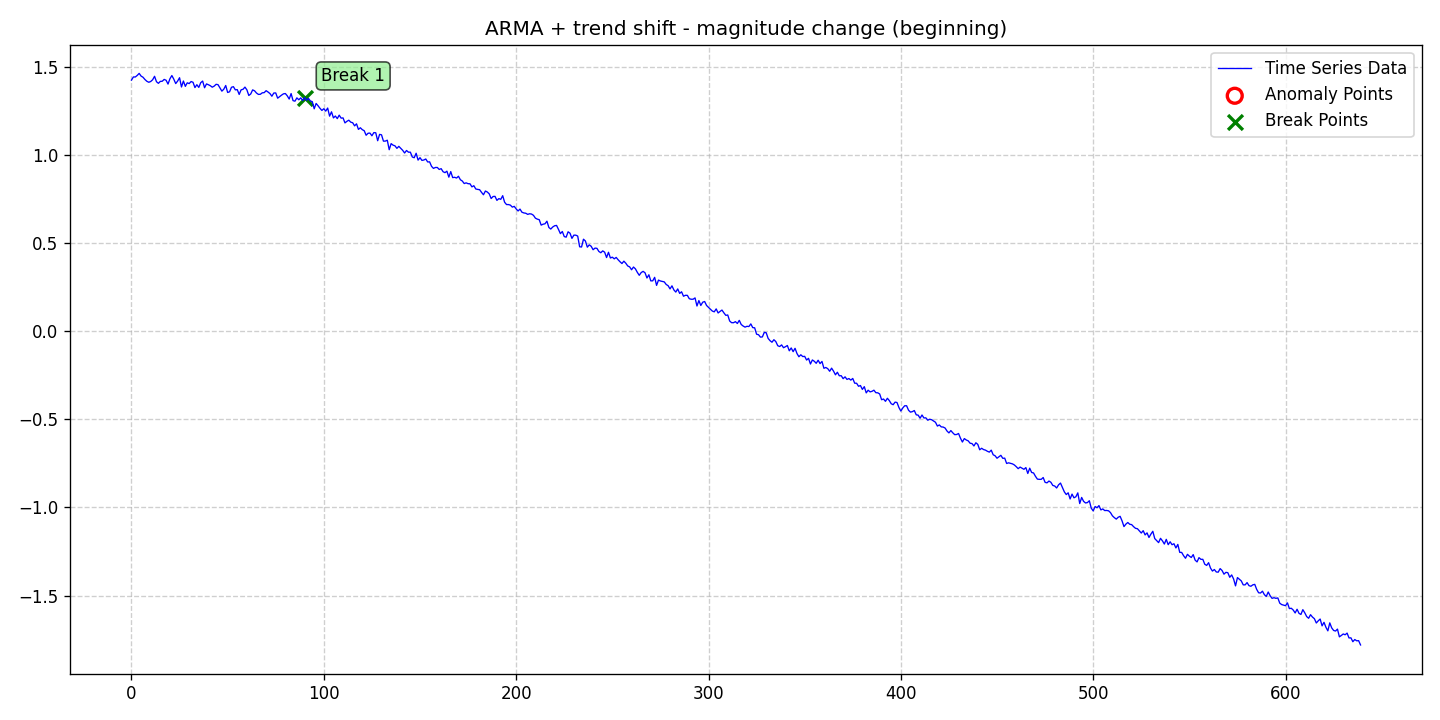 ARMA + trend shift - magnitude change (beginning)
Break 1
Time Series Data
Anomaly Points
Break Points
1.5
1.0
0.5
0.0
−0.5
−1.0
−1.5
0 100 200 300 400 500 600